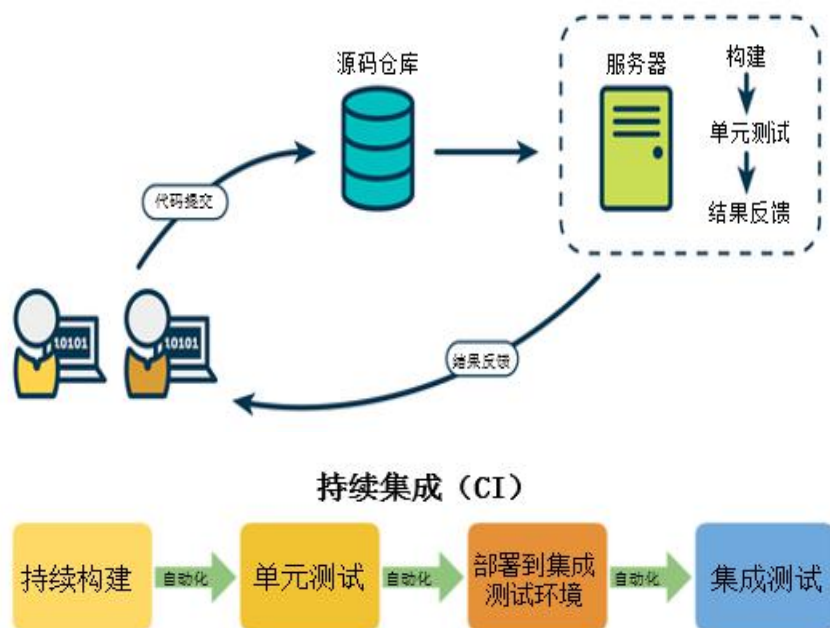 源码仓库
服务器
构建
单元测试
结果反馈
代码提交
10101
10101
结果反馈
持续集成（CI）
持续构建
自动化
单元测试
自动化
部署到集成
测试环境
自动化
集成测试